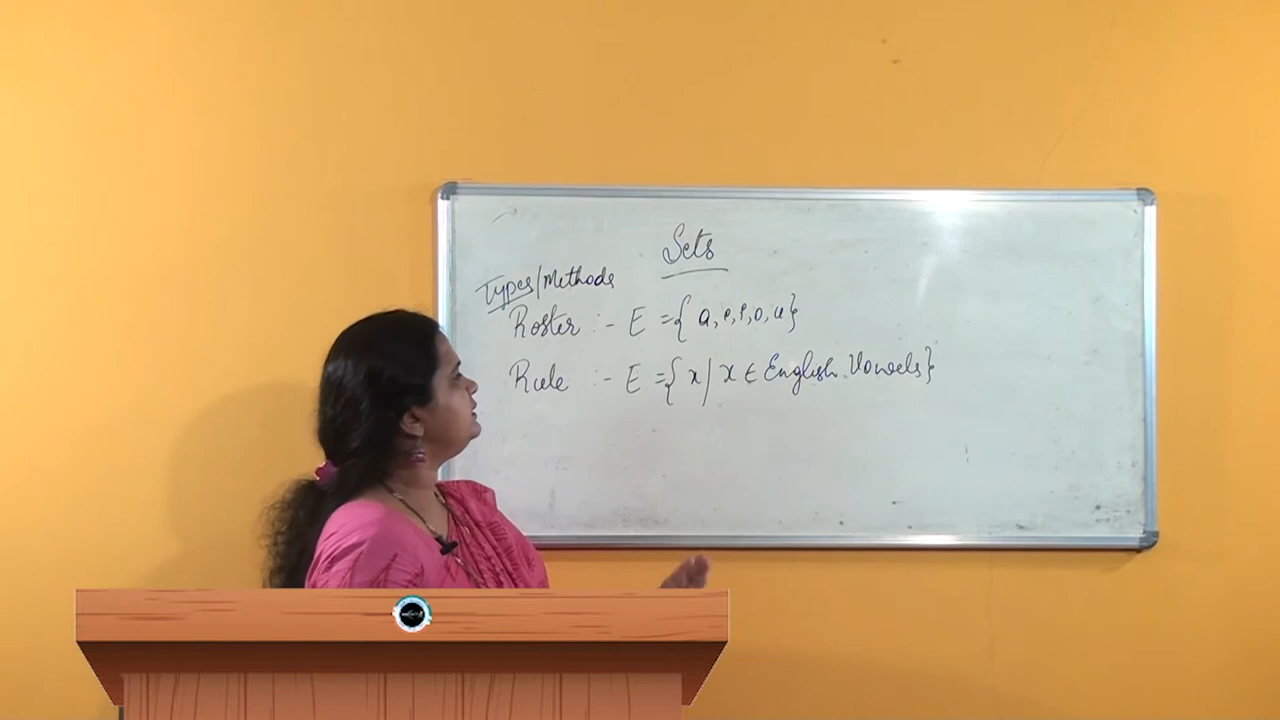 Sets
Types/Methods
Roster :- E = { a, e, i, o, u}
Rule :- E = { x / x ∈ English Vowels}